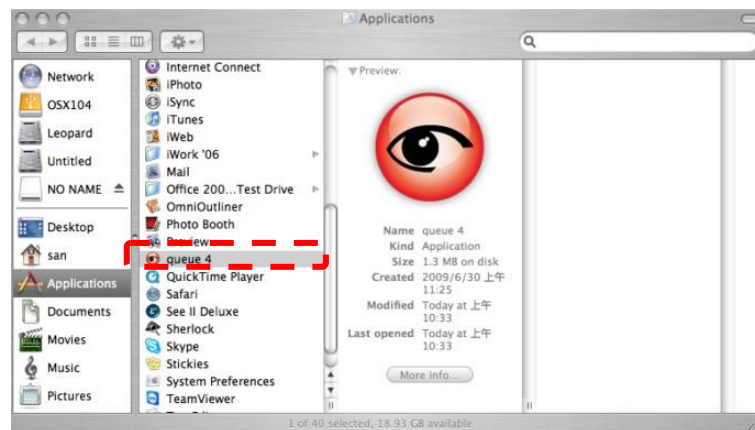 Applications
Network
OSX104
Leopard
Untitled
NO NAME
Desktop
san
Applications
Documents
Movies
Music
Pictures
Internet Connect
iPhoto
iSync
iTunes
iWeb
iWork '06
Mail
Office 200...Test Drive
OmniOutliner
Photo Booth
Preview
queue 4
QuickTime Player
Safari
See II Deluxe
Sherlock
Skype
Stickies
System Preferences
TeamViewer
Preview:
Name queue 4
Kind Application
Size 1.3 MB on disk
Created 2009/6/30 上午
11:25
Modified Today at 上午
10:33
Last opened Today at 上午
10:33
More info...
1 of 40 selected, 18.93 GB available